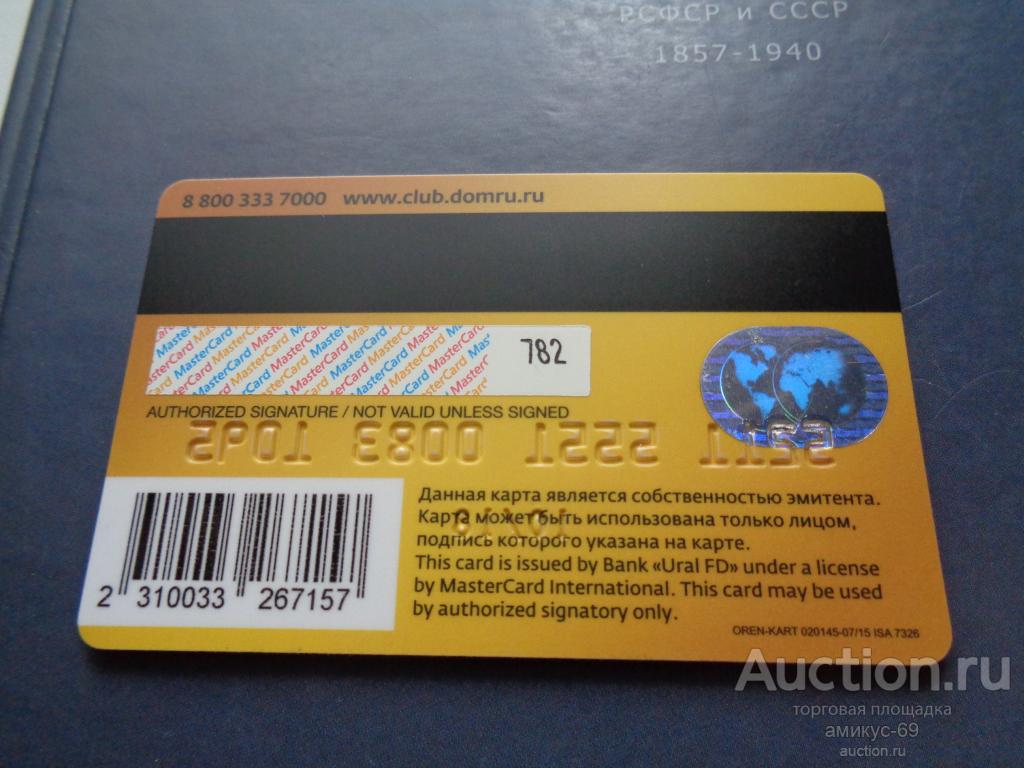 РСФСР и СССР
1857-1940
8 800 333 7000 www.club.domru.ru
MasterCard MasterCard MasterCard
782
AUTHORIZED SIGNATURE / NOT VALID UNLESS SIGNED
Данная карта является собственностью эмитента.
Карта может быть использована только лицом,
подпись которого указана на карте.
This card is issued by Bank «Ural FD» under a license
by MasterCard International. This card may be used
by authorized signatory only.
2 310033 267157
OREN-KART 020145-07/15 ISA 7326
Auction.ru
торговая площадка
амикус-69
auction.ru